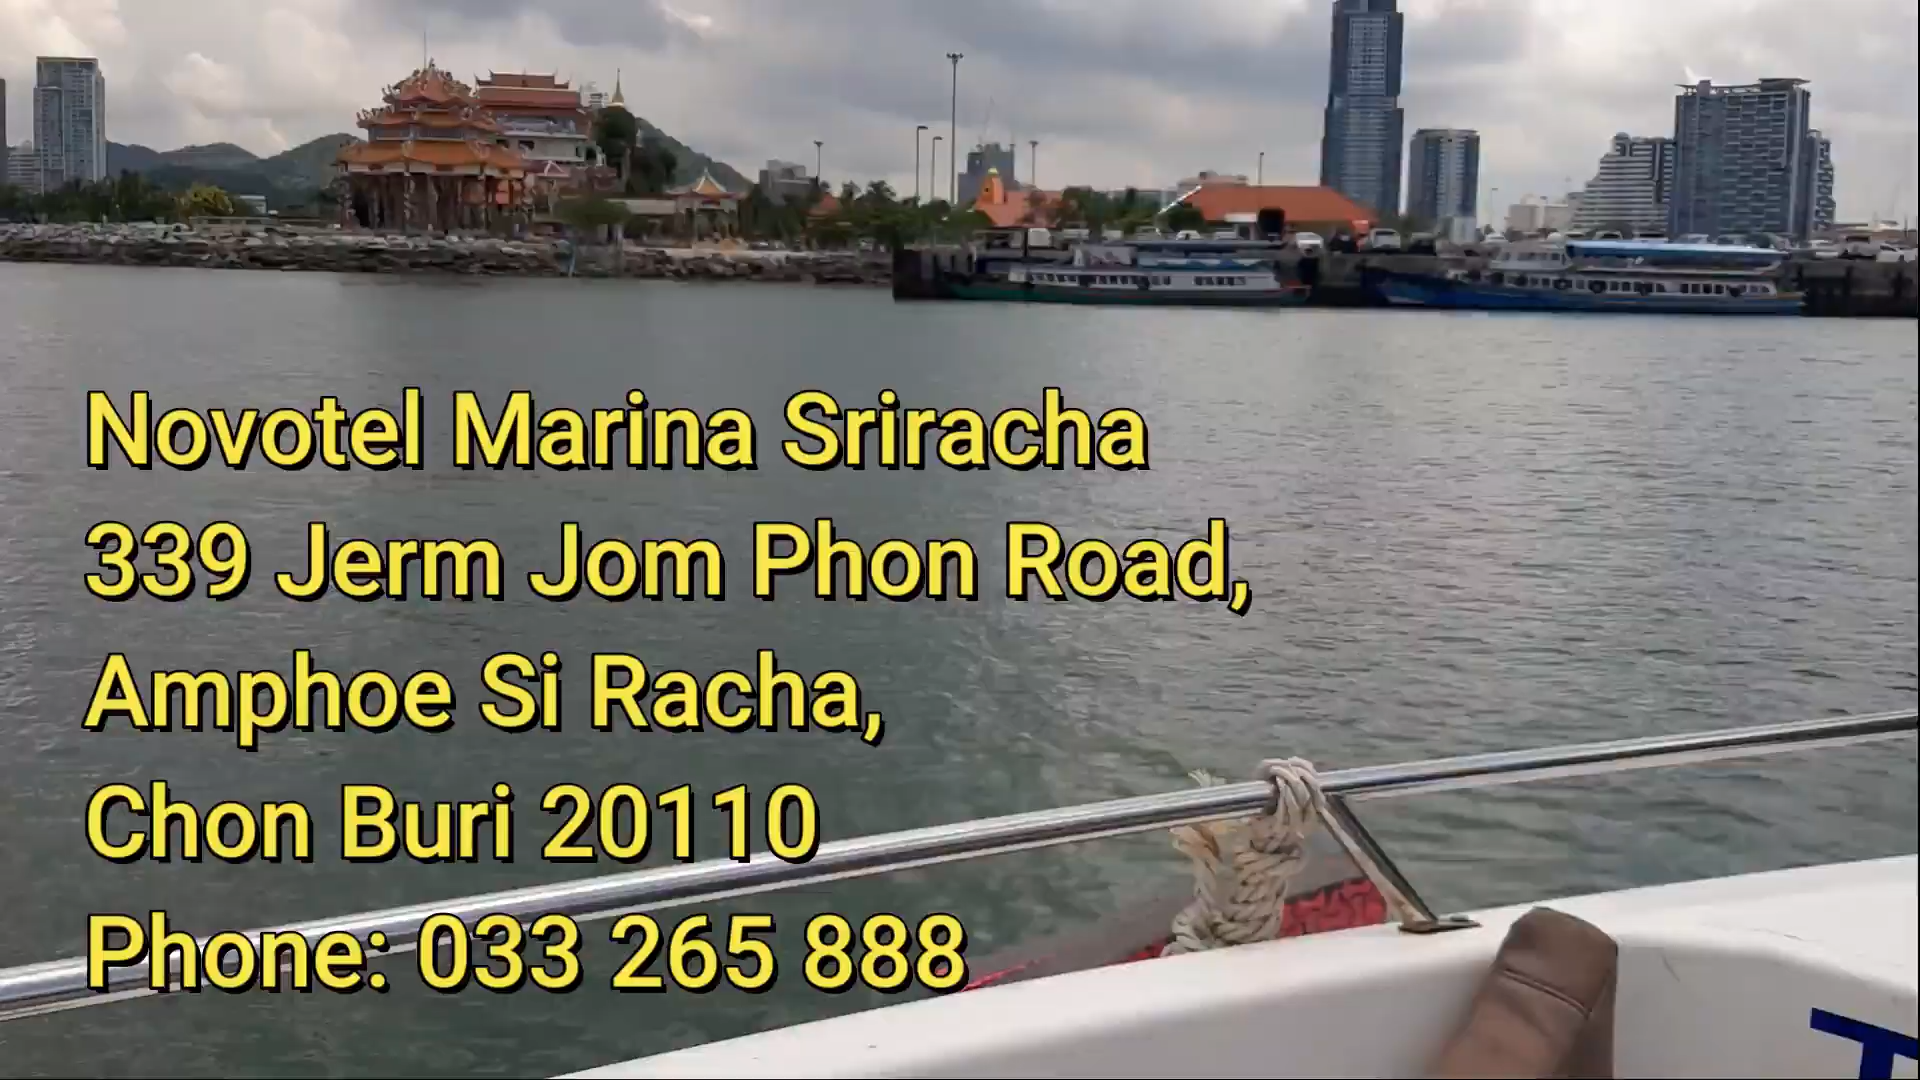 Novotel Marina Sriracha
339 Jerm Jom Phon Road,
Amphoe Si Racha,
Chon Buri 20110
Phone: 033 265 888